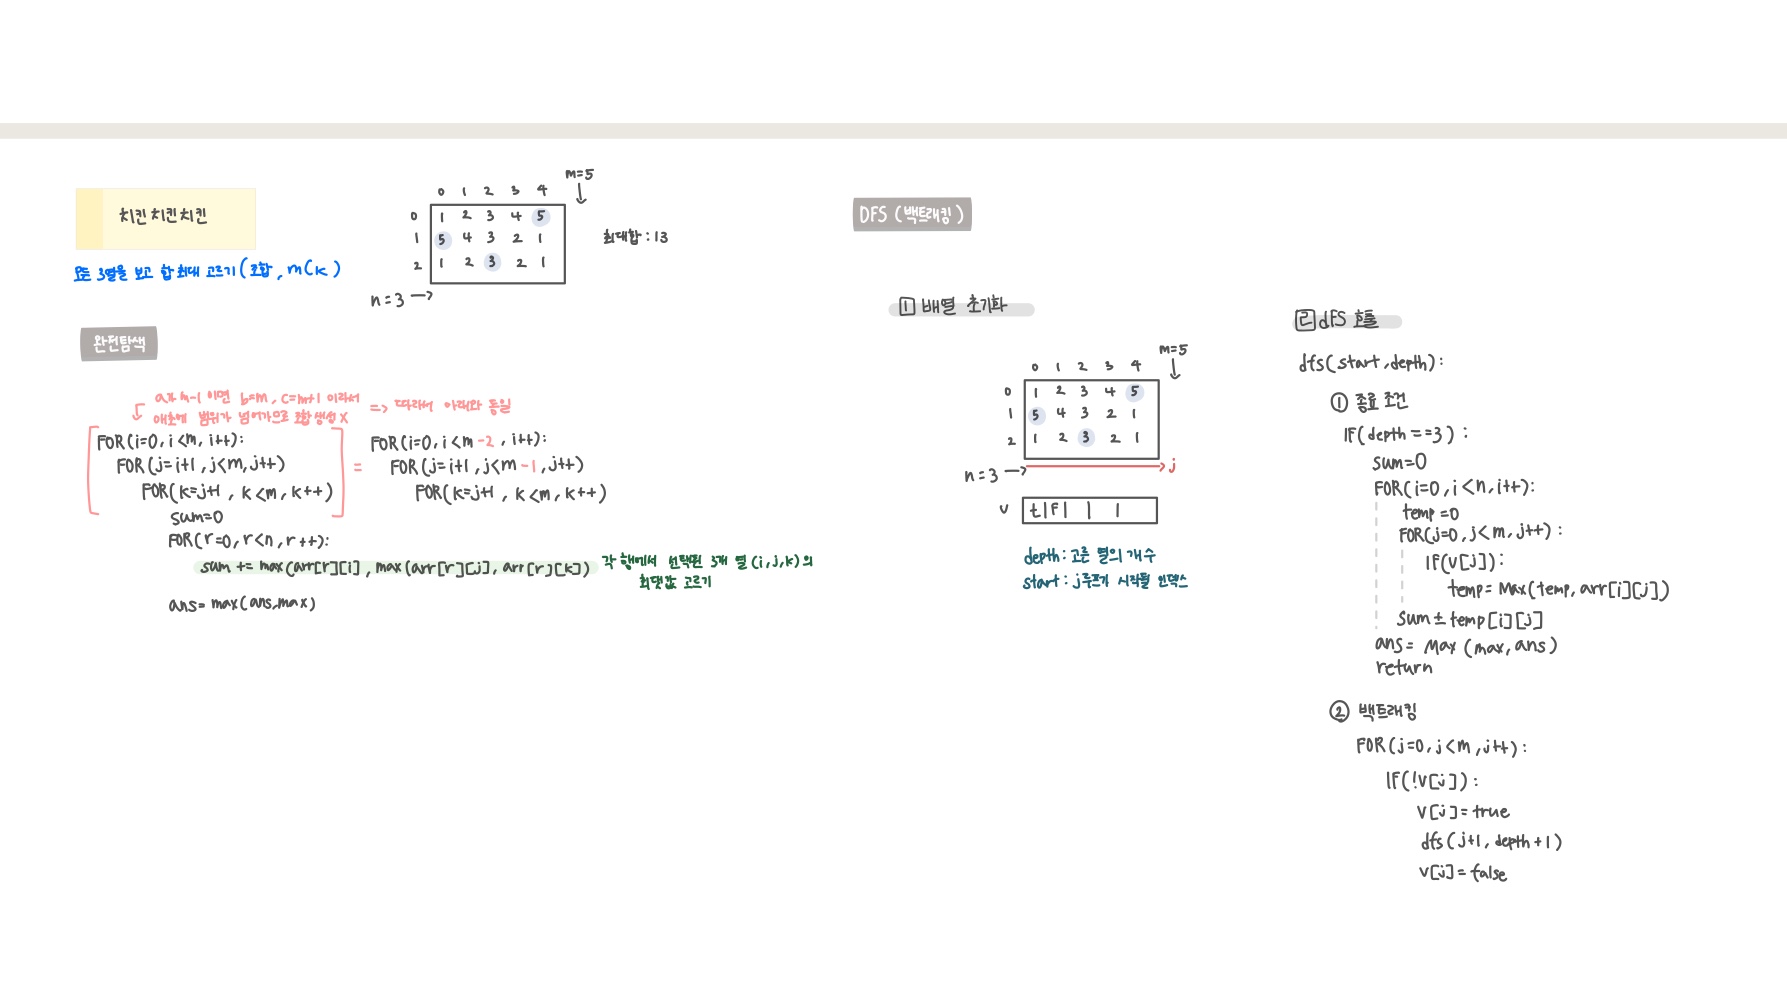 치킨치킨치킨
모든 3열을 보고 합 최대 고르기 (조합, mCk)
m=5
0 1 2 3 4
0 1 2 3 4 5
1 5 4 3 2 1
2 1 2 3 2 1
n=3
최대합 : 13
완전탐색
a가 m-1 이면 b=m, c=m+1 이라서
애초에 범위가 넘어가므로 조합 생성 X
=> 따라서 아래와 동일
FOR(i=0, i<m, i++):
FOR(j=i+1, j<m, j++)
FOR(k=j+1, k<m, k++)
=
FOR(i=0, i<m-2, i++):
FOR(j=i+1, j<m-1, j++)
FOR(k=j+1, k<m, k++)
sum=0
FOR(r=0, r<n, r++):
sum += max(arr[r][i], max(arr[r][j], arr[r][k])
각 행에서 선택된 3개 열 (i,j,k)의
최댓값 고르기
ans= max(ans,max)
DFS (백트래킹)
1 배열 초기화
m=5
0 1 2 3 4
0 1 2 3 4 5
1 5 4 3 2 1
2 1 2 3 2 1
n=3
j
v t F
depth : 고른 열의 개수
start : j루프가 시작될 인덱스
2 dfs 호출
dfs(start, depth):
① 종료 조건
IF(depth ==3) :
sum=0
FOR(i=0, i<n, i++):
temp=0
FOR(j=0, j<m, j++) :
IF(v[j]) :
temp= Max(temp, arr[i][j])
sum ± temp[i][j]
ans= Max (max, ans)
return
② 백트래킹
FOR(j=0, j<m, j++) :
IF(!v[j]) :
v[j]=true
dfs(j+1, depth+1)
v[j]=false